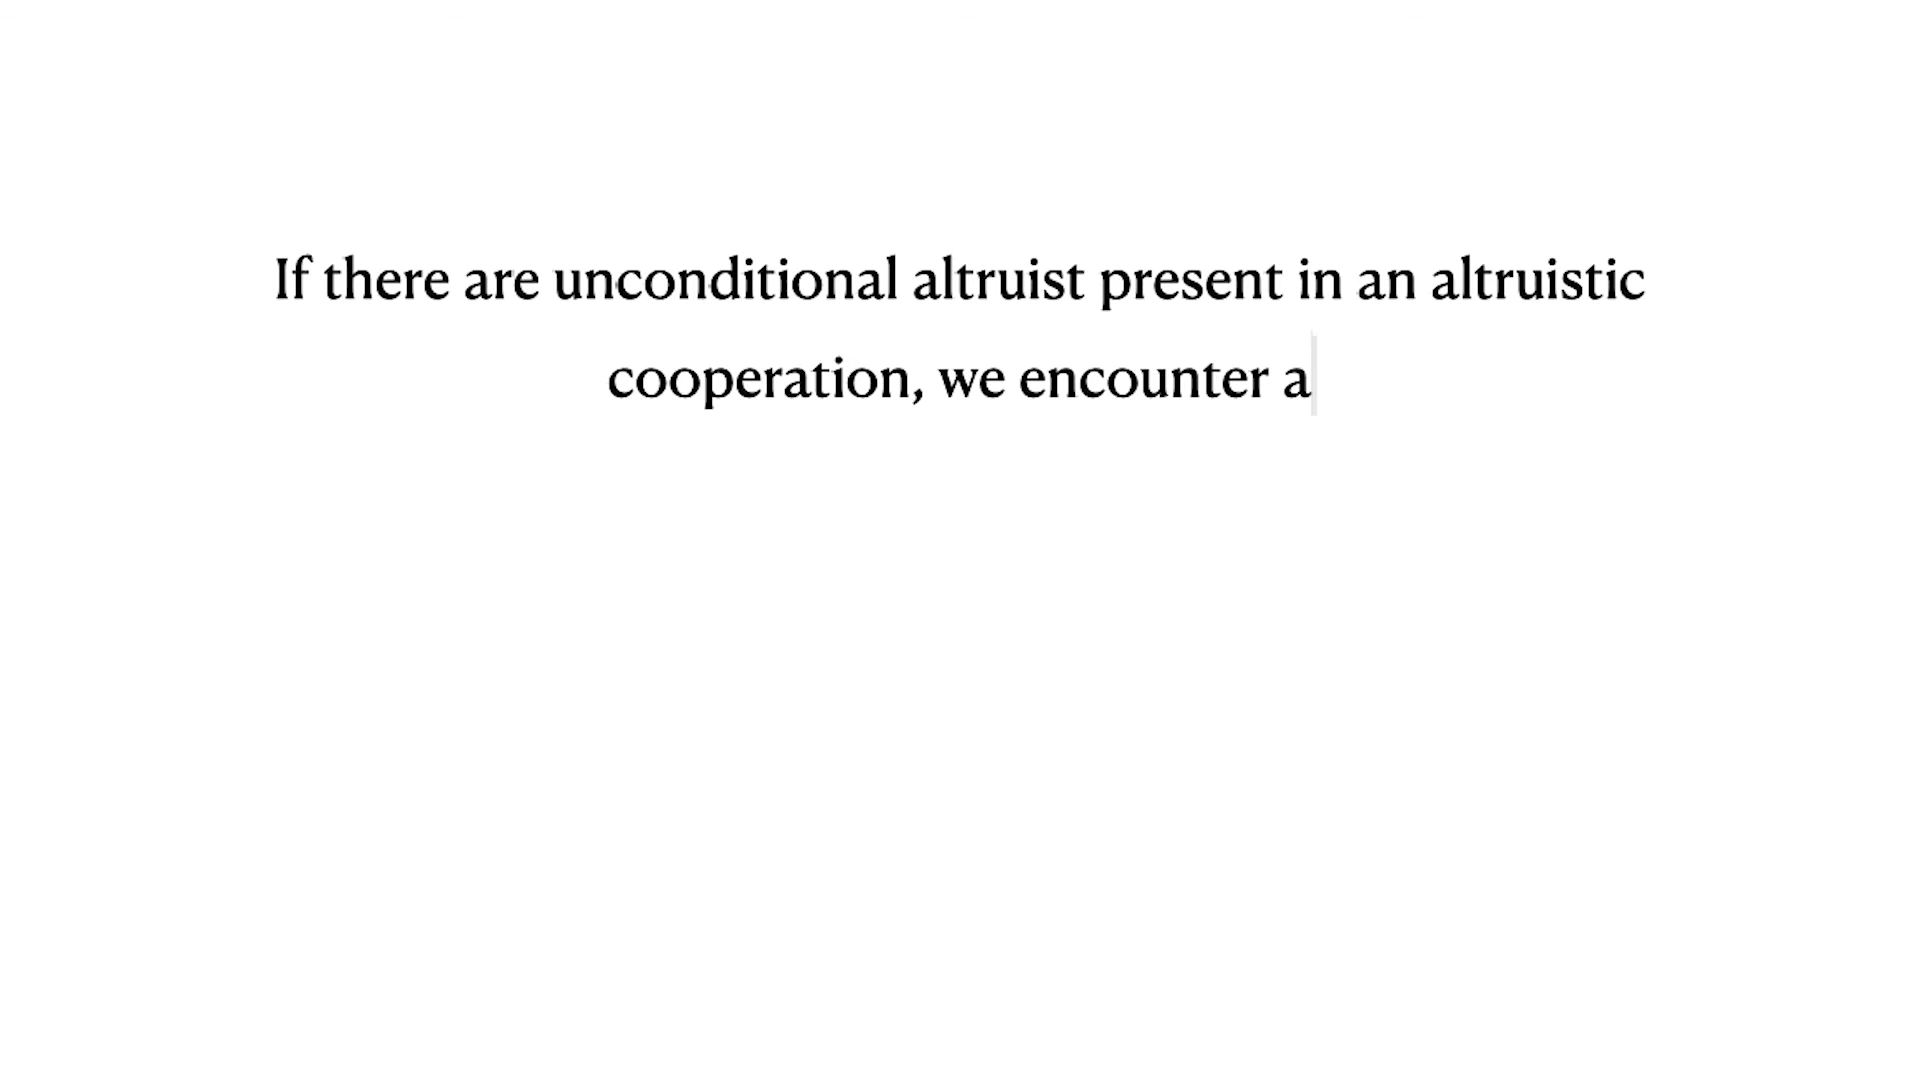 If there are unconditional altruist present in an altruistic
cooperation, we encounter a